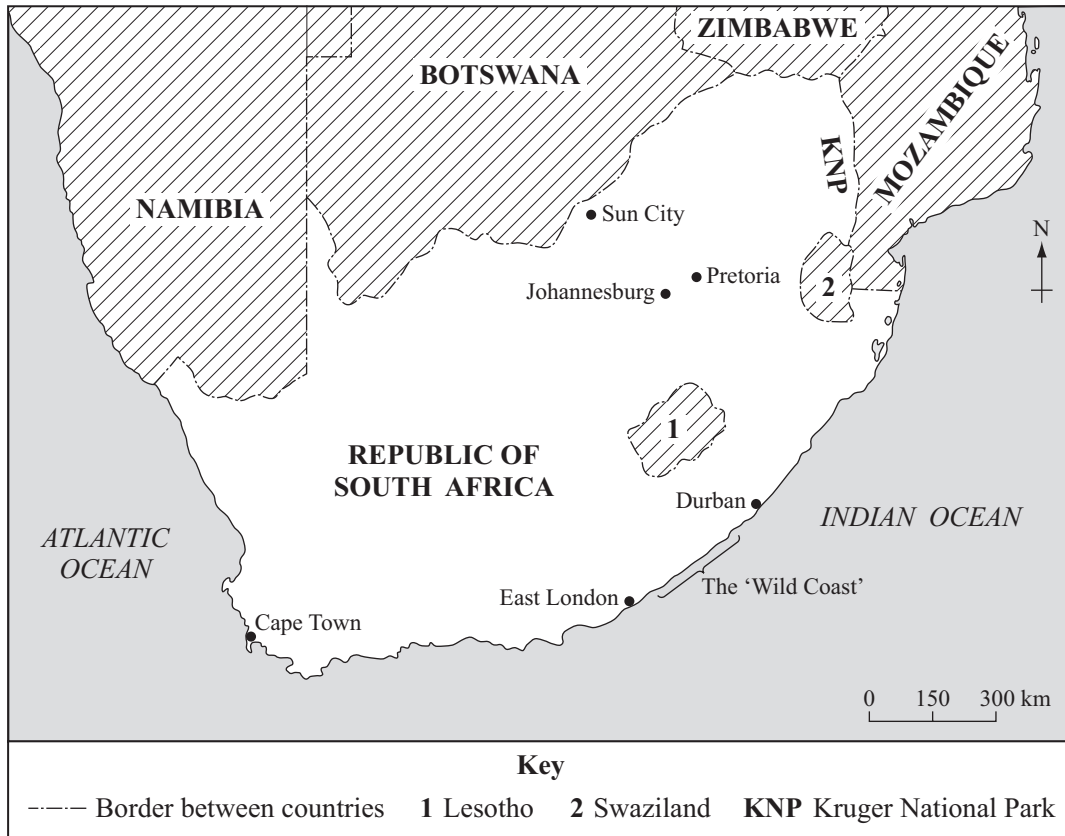 ZIMBABWE
BOTSWANA
MOZAMBIQUE
KNP
NAMIBIA
Sun City
N
Pretoria
2
Johannesburg
1
REPUBLIC OF
SOUTH AFRICA
Durban
INDIAN OCEAN
ATLANTIC
OCEAN
The ‘Wild Coast’
East London
Cape Town
0 150 300 km
Key
Border between countries 1 Lesotho 2 Swaziland KNP Kruger National Park